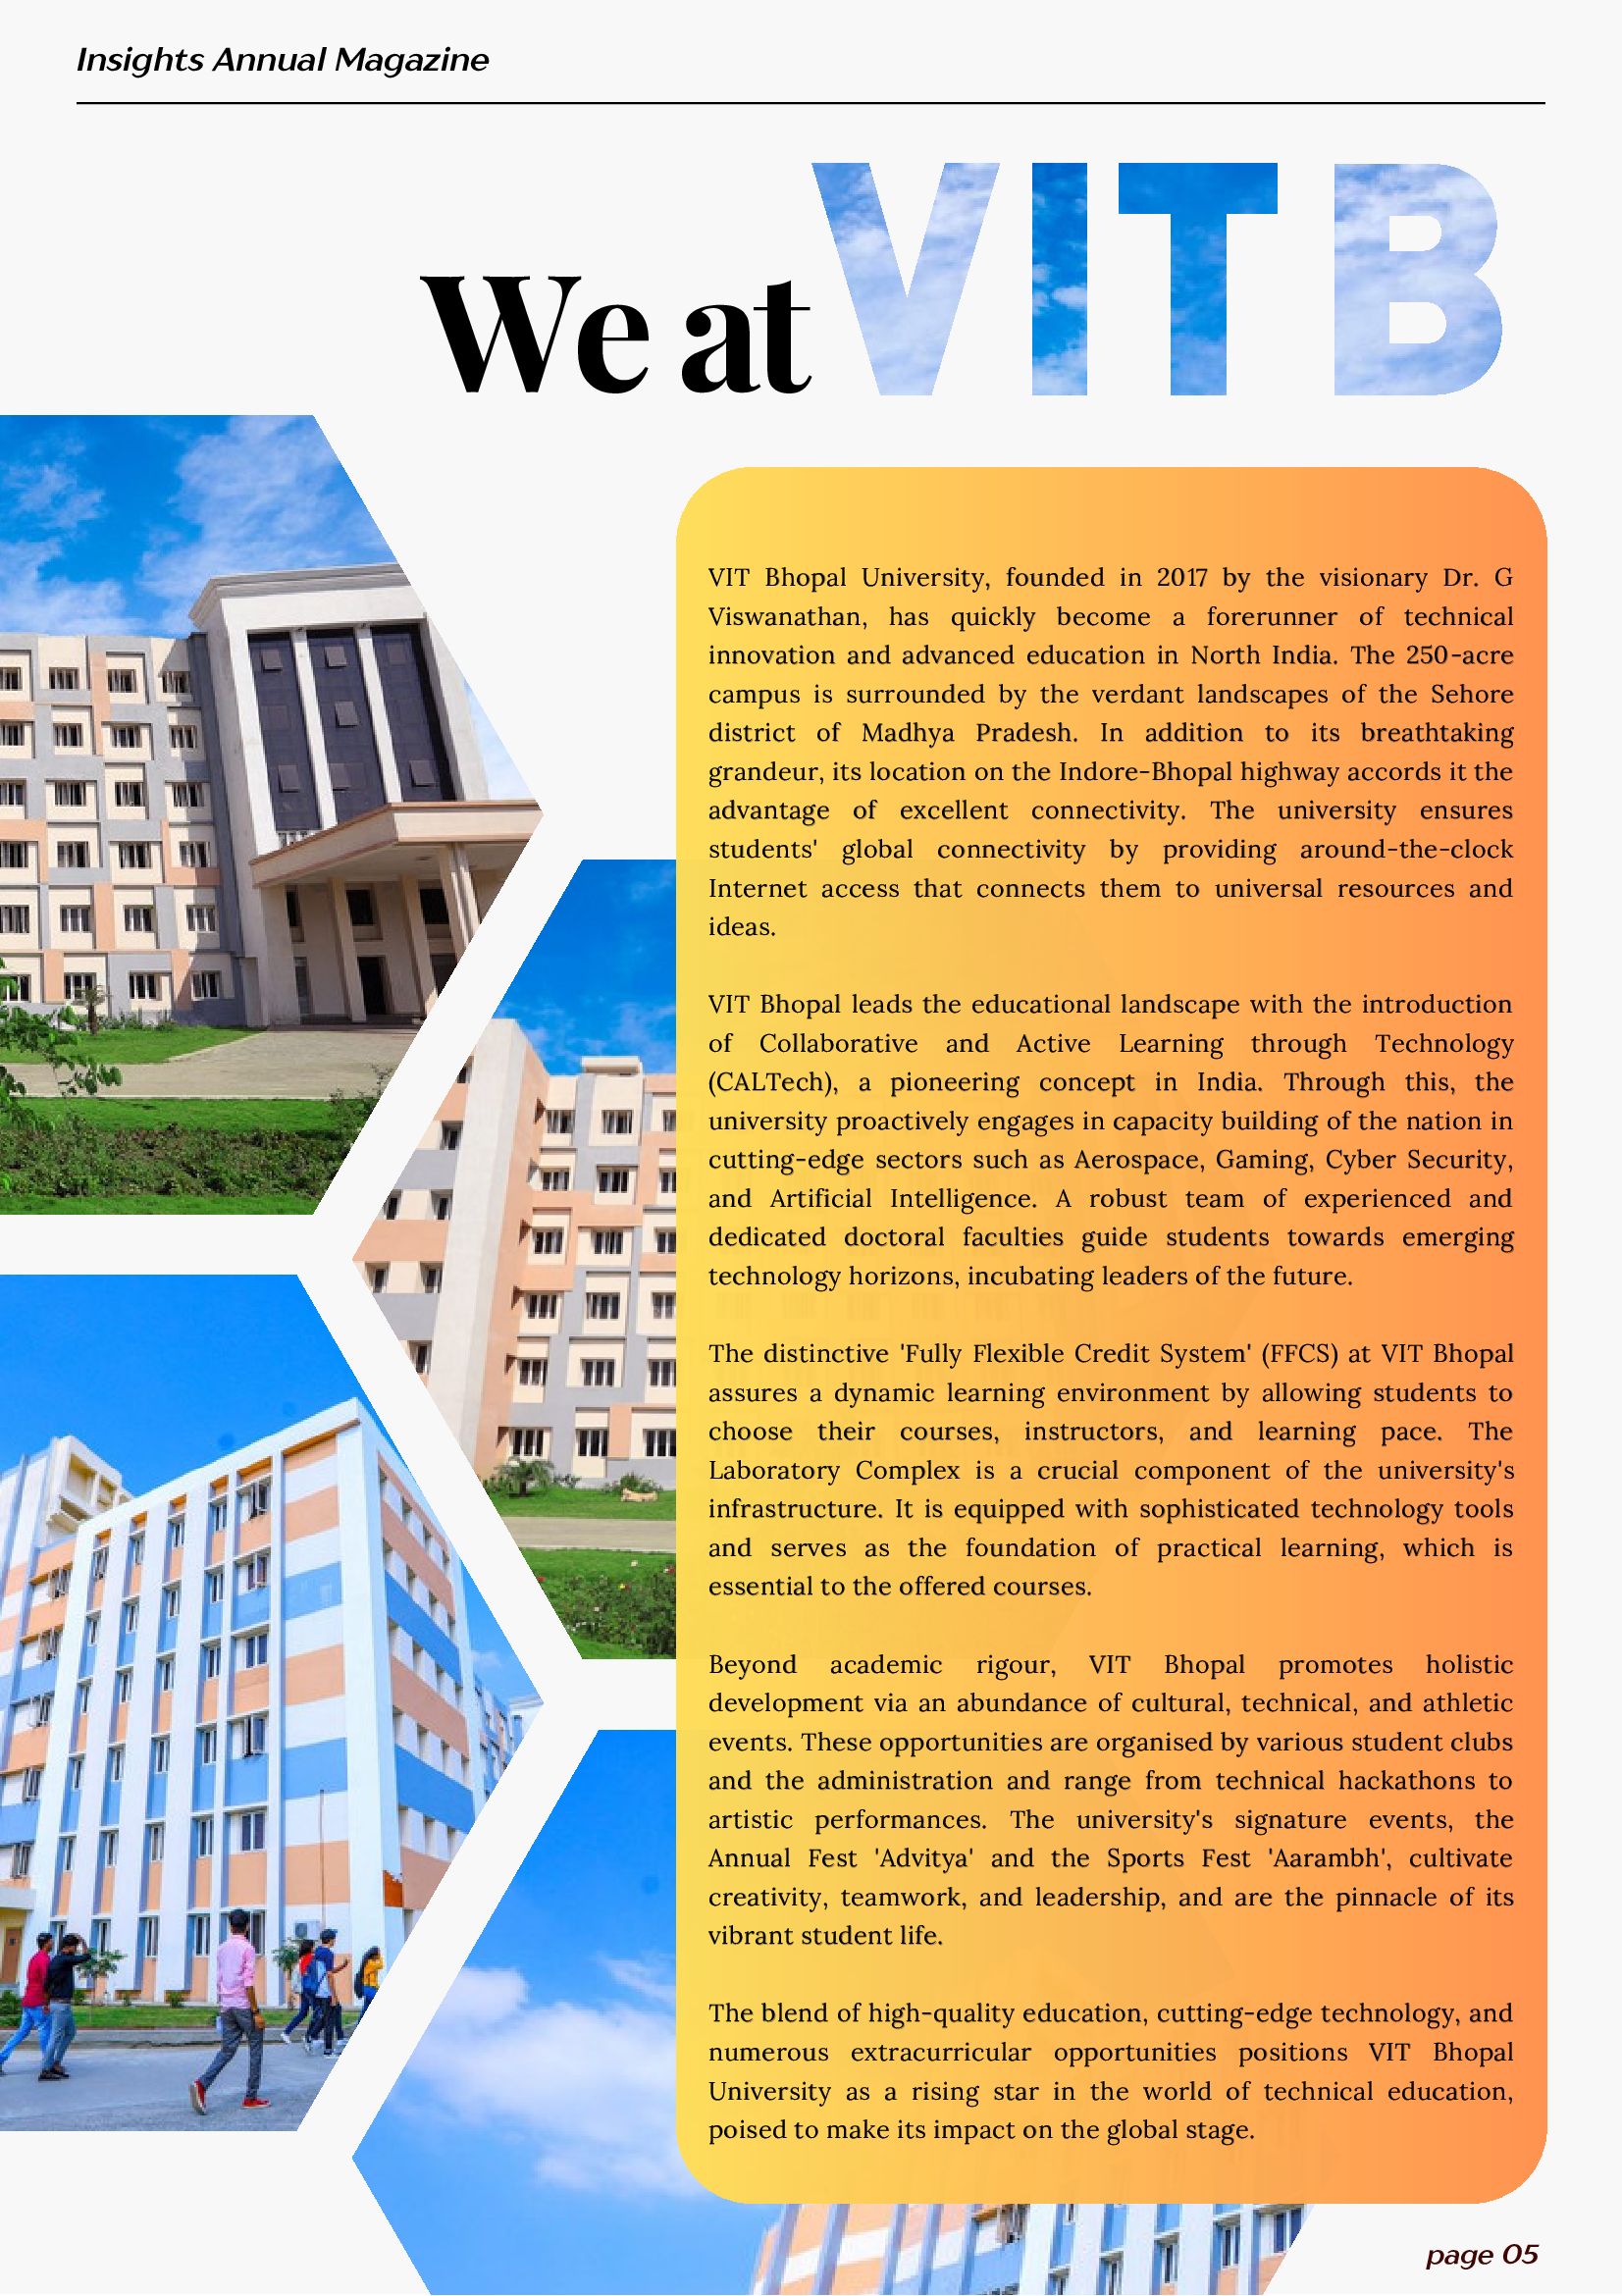 Insights Annual Magazine
We at VIT B
VIT Bhopal University, founded in 2017 by the visionary Dr. G
Viswanathan, has quickly become a forerunner of technical
innovation and advanced education in North India. The 250-acre
campus is surrounded by the verdant landscapes of the Sehore
district of Madhya Pradesh. In addition to its breathtaking
grandeur, its location on the Indore-Bhopal highway accords it the
advantage of excellent connectivity. The university ensures
students' global connectivity by providing around-the-clock
Internet access that connects them to universal resources and
ideas.
VIT Bhopal leads the educational landscape with the introduction
of Collaborative and Active Learning through Technology
(CALTech), a pioneering concept in India. Through this, the
university proactively engages in capacity building of the nation in
cutting-edge sectors such as Aerospace, Gaming, Cyber Security,
and Artificial Intelligence. A robust team of experienced and
dedicated doctoral faculties guide students towards emerging
technology horizons, incubating leaders of the future.
The distinctive 'Fully Flexible Credit System' (FFCS) at VIT Bhopal
assures a dynamic learning environment by allowing students to
choose their courses, instructors, and learning pace. The
Laboratory Complex is a crucial component of the university's
infrastructure. It is equipped with sophisticated technology tools
and serves as the foundation of practical learning, which is
essential to the offered courses.
Beyond academic rigour, VIT Bhopal promotes holistic
development via an abundance of cultural, technical, and athletic
events. These opportunities are organised by various student clubs
and the administration and range from technical hackathons to
artistic performances. The university's signature events, the
Annual Fest 'Advitya' and the Sports Fest 'Aarambh', cultivate
creativity, teamwork, and leadership, and are the pinnacle of its
vibrant student life.
The blend of high-quality education, cutting-edge technology, and
numerous extracurricular opportunities positions VIT Bhopal
University as a rising star in the world of technical education,
poised to make its impact on the global stage.
page 05